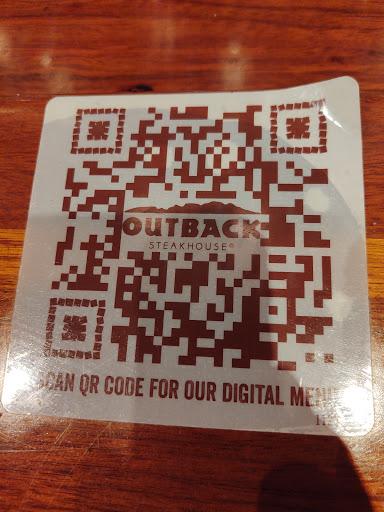 OUTBACK
STEAKHOUSE®
SCAN QR CODE FOR OUR DIGITAL MENU